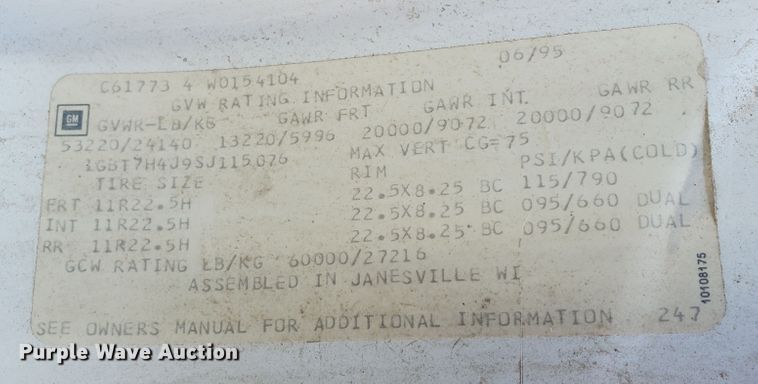 06/95
C61773 4 W0154104
GVW RATING INFORMATION
GM GVWR-LB/KG GAWR FRT GAWR INT. GAWR RR
53220/24140 13220/5996 20000/9072 20000/9072
1GBT7H4J9SJ115076 MAX VERT CG=75
TIRE SIZE RIM PSI/KPA(COLD)
FRT 11R22.5H 22.5X8.25 BC 115/790
INT 11R22.5H 22.5X8.25 BC 095/660 DUAL
RR 11R22.5H 22.5X8.25 BC 095/660 DUAL
GCW RATING LB/KG 60000/27216
ASSEMBLED IN JANESVILLE WI
10108175
SEE OWNERS MANUAL FOR ADDITIONAL INFORMATION 247
Purple Wave Auction